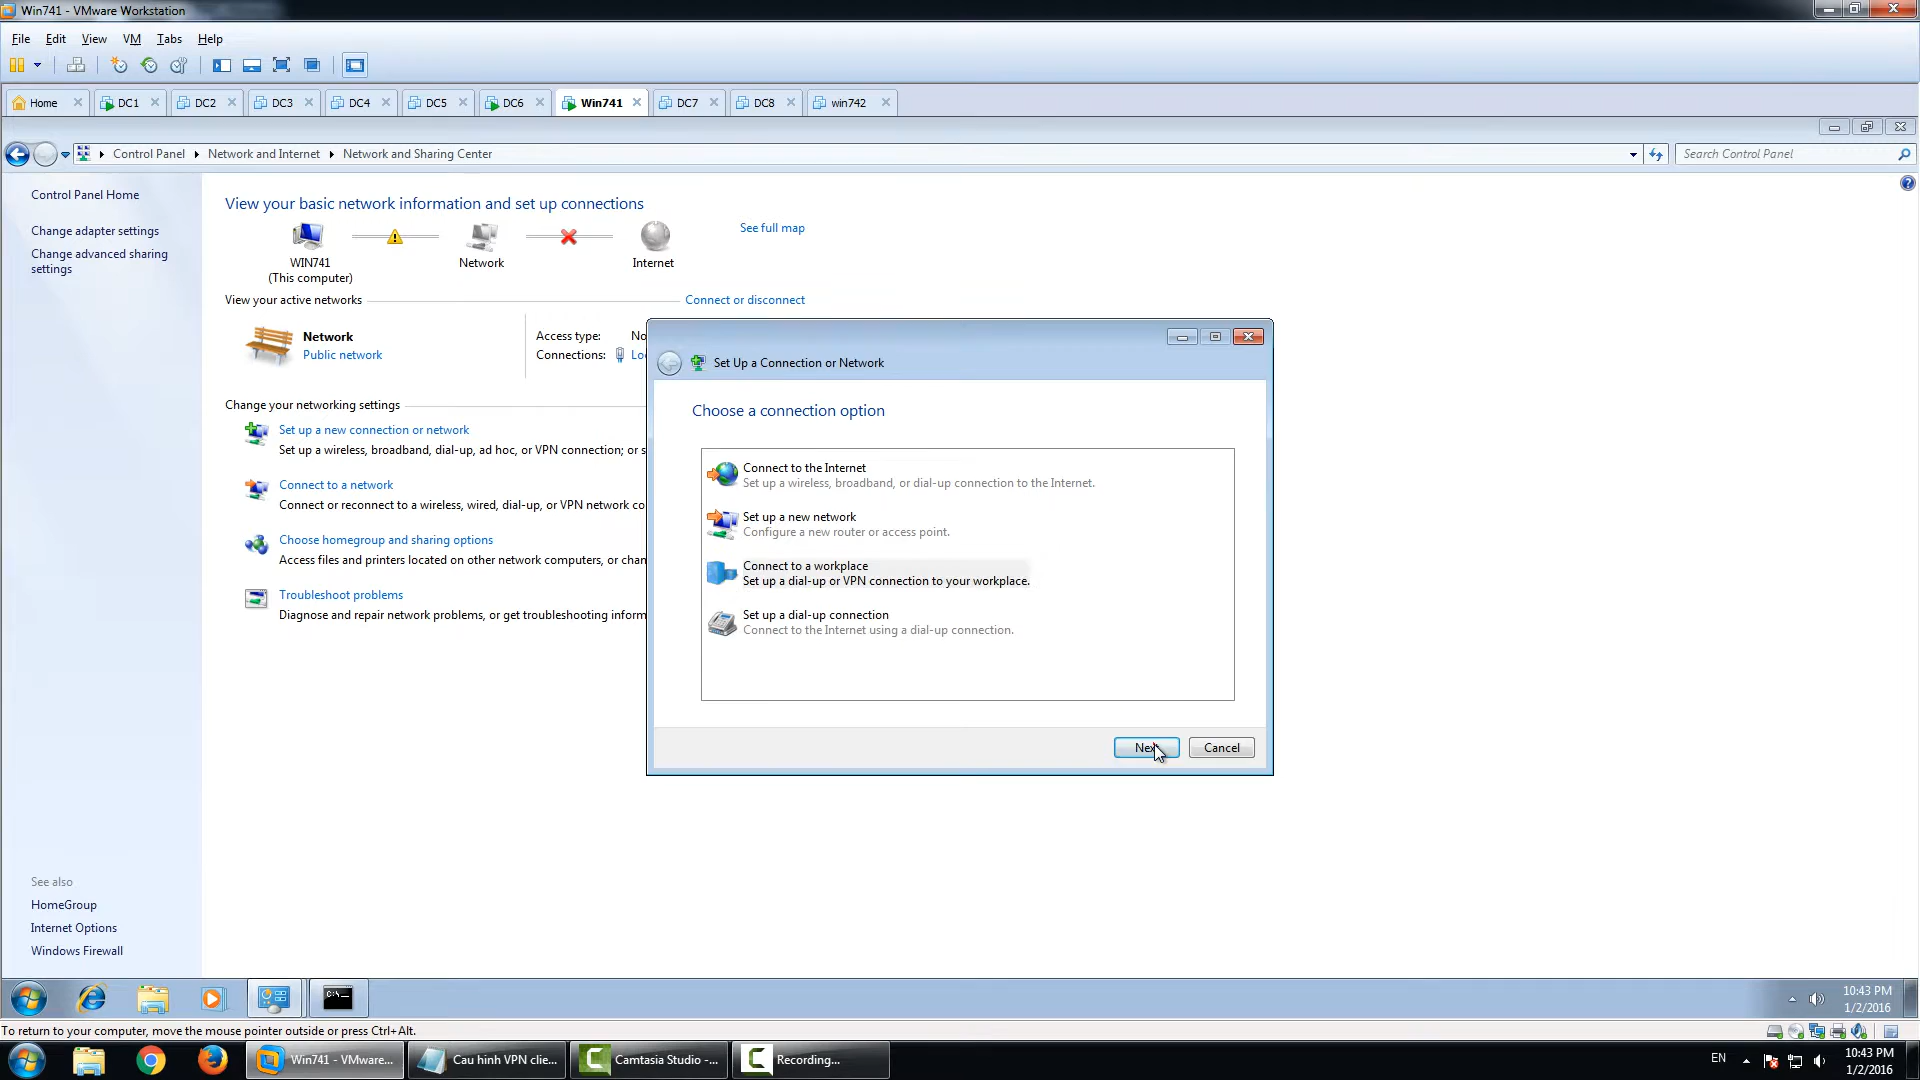 Win741 - VMware Workstation
File Edit View VM Tabs Help
Home DC1 DC2 DC3 DC4 DC5 DC6 Win741 DC7 DC8 win742
Control Panel Network and Internet Network and Sharing Center
Search Control Panel
Control Panel Home
Change adapter settings
Change advanced sharing
settings
View your basic network information and set up connections
See full map
WIN741
(This computer)
Network
Internet
View your active networks
Connect or disconnect
Network
Public network
Access type:
Connections:
Change your networking settings
Set up a new connection or network
Set up a wireless, broadband, dial-up, ad hoc, or VPN connection; or s
Connect to a network
Connect or reconnect to a wireless, wired, dial-up, or VPN network co
Choose homegroup and sharing options
Access files and printers located on other network computers, or chan
Troubleshoot problems
Diagnose and repair network problems, or get troubleshooting inform
Set Up a Connection or Network
Choose a connection option
Connect to the Internet
Set up a wireless, broadband, or dial-up connection to the Internet.
Set up a new network
Configure a new router or access point.
Connect to a workplace
Set up a dial-up or VPN connection to your workplace.
Set up a dial-up connection
Connect to the Internet using a dial-up connection.
Next Cancel
See also
HomeGroup
Internet Options
Windows Firewall
C:\_
10:43 PM
1/2/2016
To return to your computer, move the mouse pointer outside or press Ctrl+Alt.
Win741 - VMware... Cau hinh VPN clie... Camtasia Studio -... Recording...
EN
10:43 PM
1/2/2016